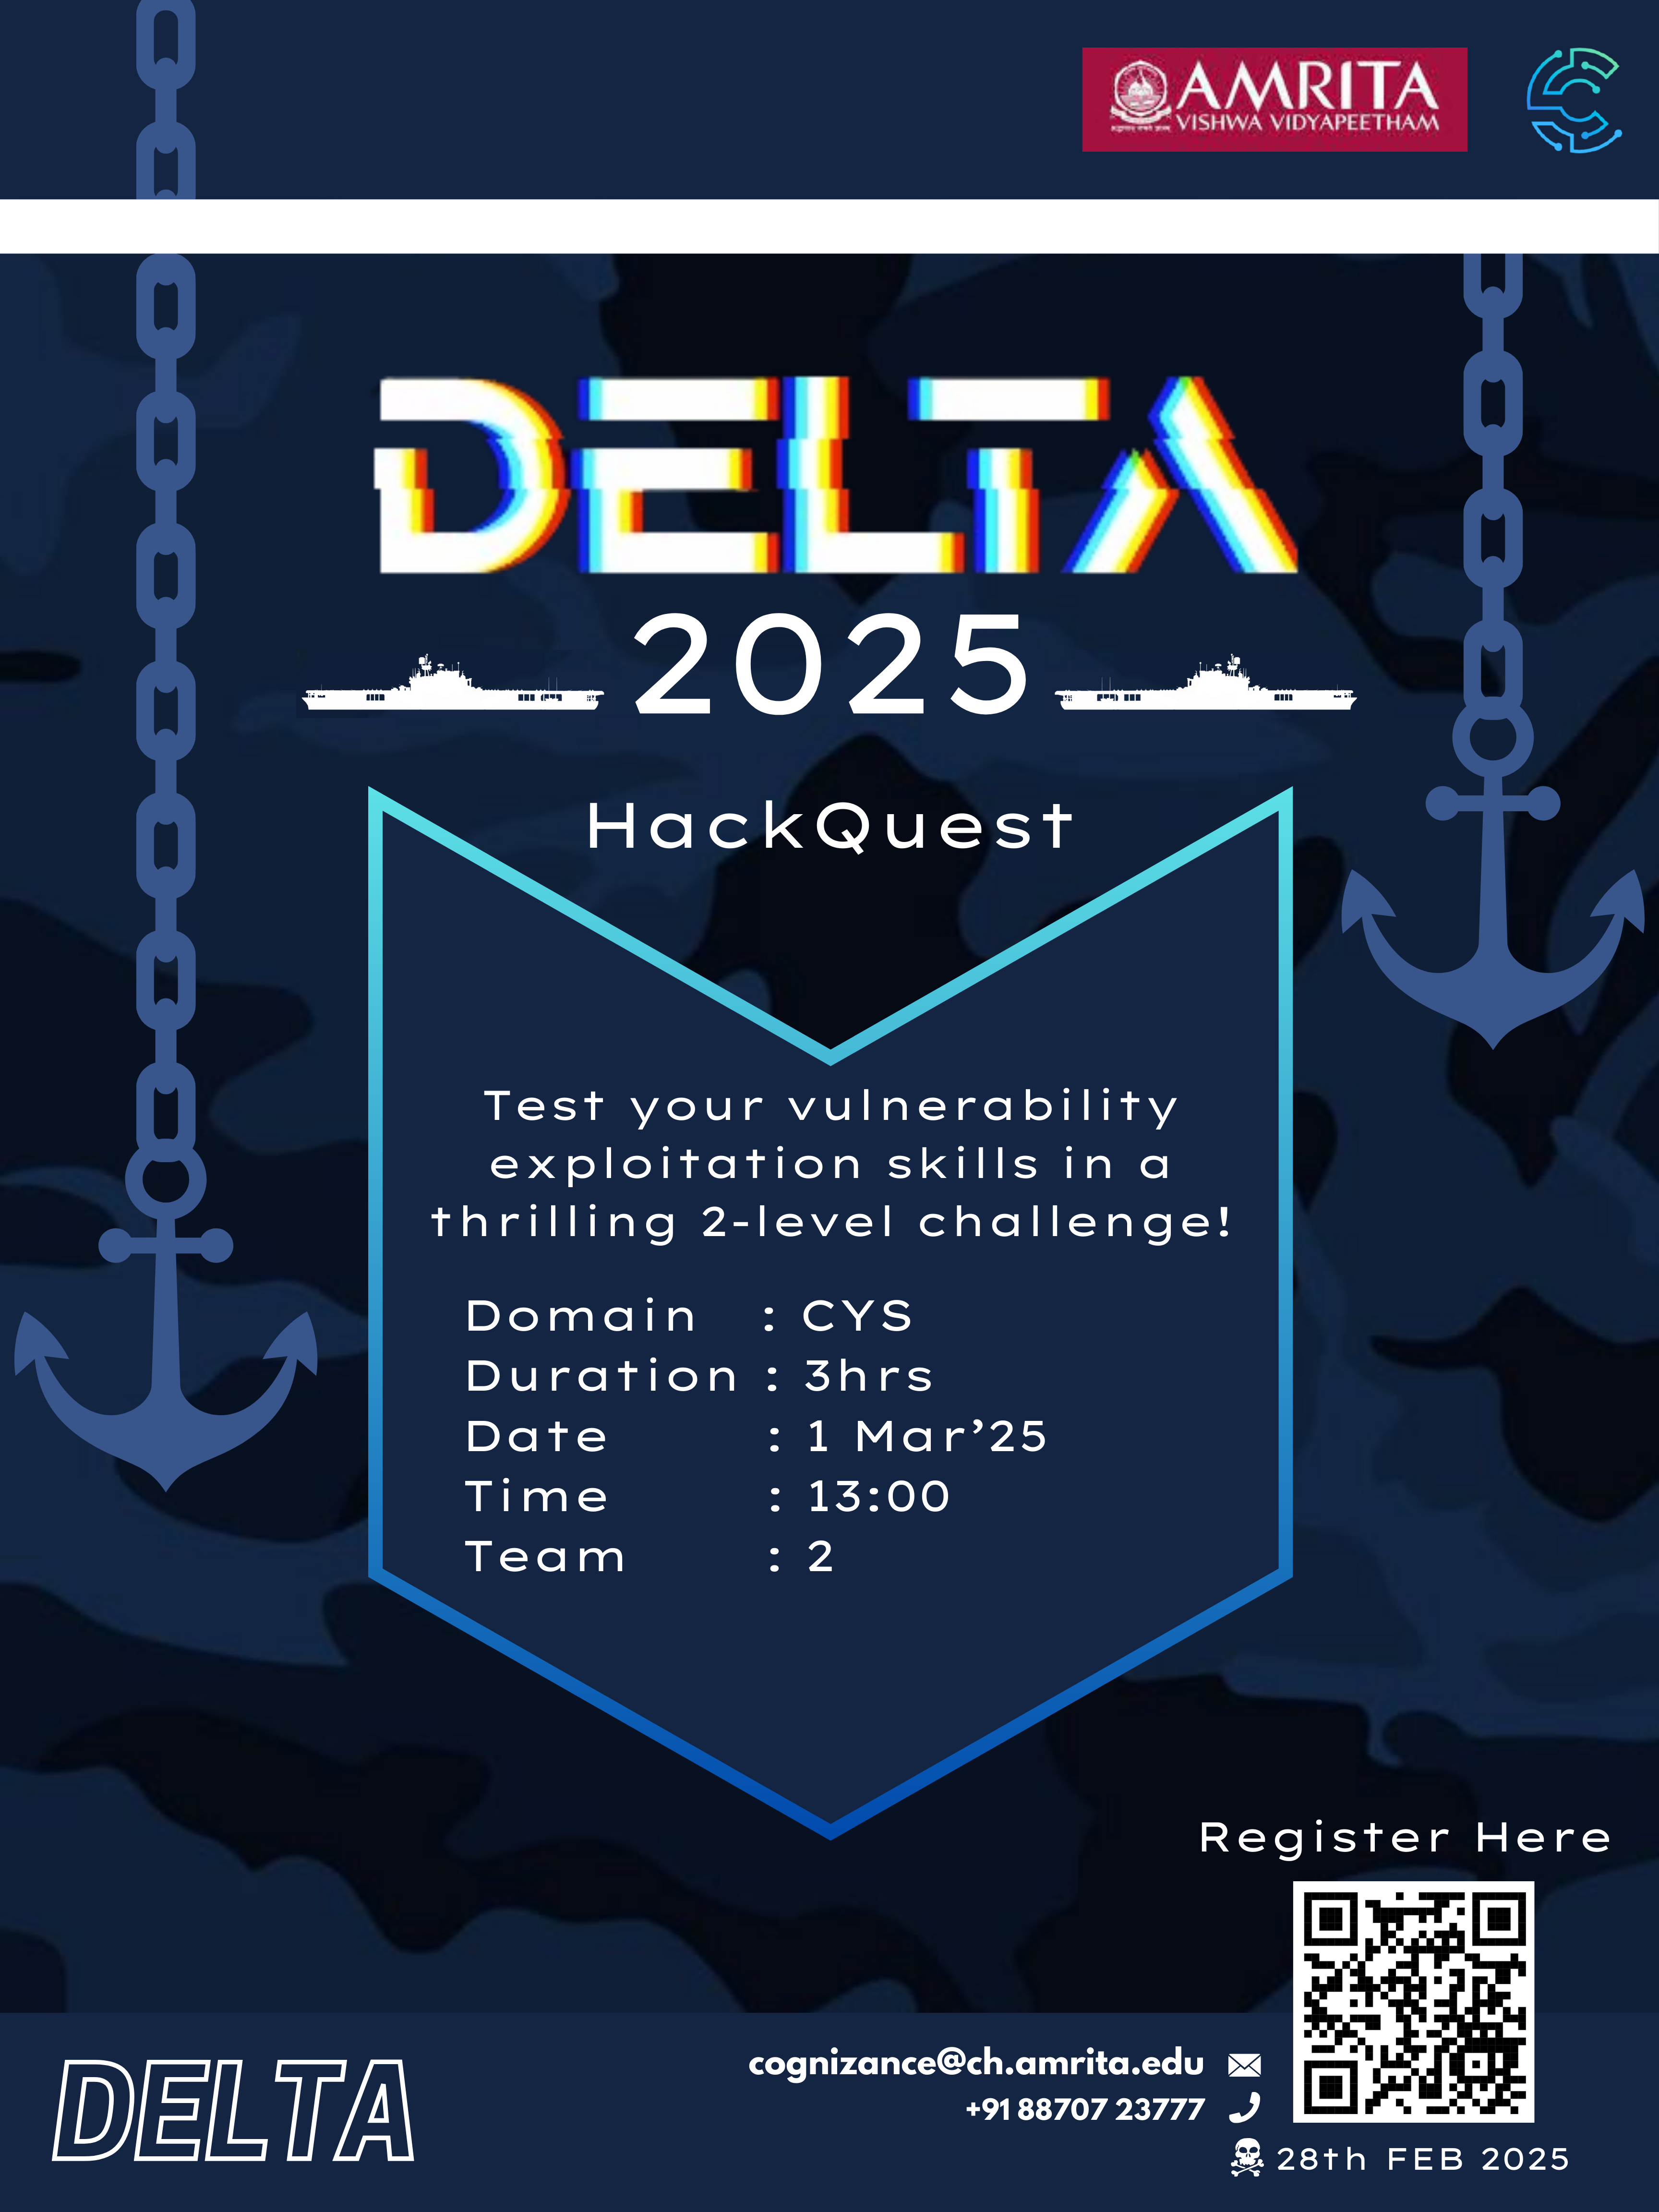 AMRITA
VISHWA VIDYAPEETHAM
DELTA
2025
HackQuest
Test your vulnerability
exploitation skills in a
thrilling 2-level challenge!
Domain : CYS
Duration : 3hrs
Date : 1 Mar’25
Time : 13:00
Team : 2
Register Here
DELTA
cognizance@ch.amrita.edu
+91 88707 23777
28th FEB 2025